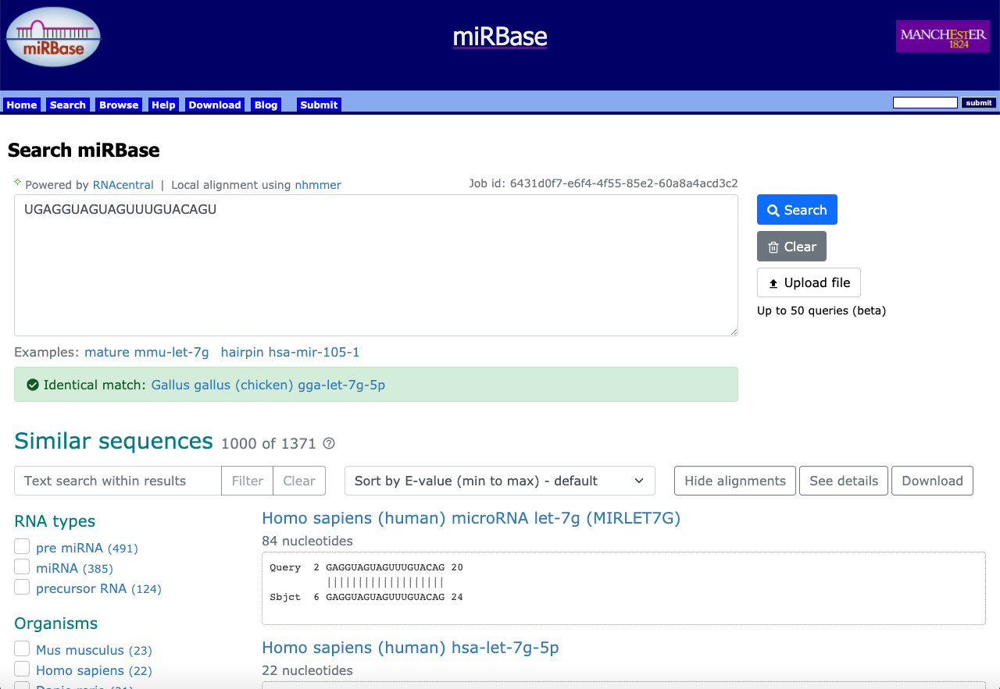 miRBase
miRBase
MANCHESTER
1824
Home Search Browse Help Download Blog Submit submit
Search miRBase
Powered by RNAcentral | Local alignment using nhmmer Job id: 6431d0f7-e6f4-4f55-85e2-60a8a4acd3c2
UGAGGUAGUAGUUUGUACAGU
Search
Clear
Upload file
Up to 50 queries (beta)
Examples: mature mmu-let-7g hairpin hsa-mir-105-1
Identical match: Gallus gallus (chicken) gga-let-7g-5p
Similar sequences 1000 of 1371
Text search within results Filter Clear Sort by E-value (min to max) - default Hide alignments See details Download
RNA types
pre miRNA (491)
miRNA (385)
precursor RNA (124)
Organisms
Mus musculus (23)
Homo sapiens (22)
Homo sapiens (human) microRNA let-7g (MIRLET7G)
84 nucleotides
Query 2 GAGGUAGUAGUUUGUACAG 20
|||||||||||||||||||
Sbjct 6 GAGGUAGUAGUUUGUACAG 24
Homo sapiens (human) hsa-let-7g-5p
22 nucleotides